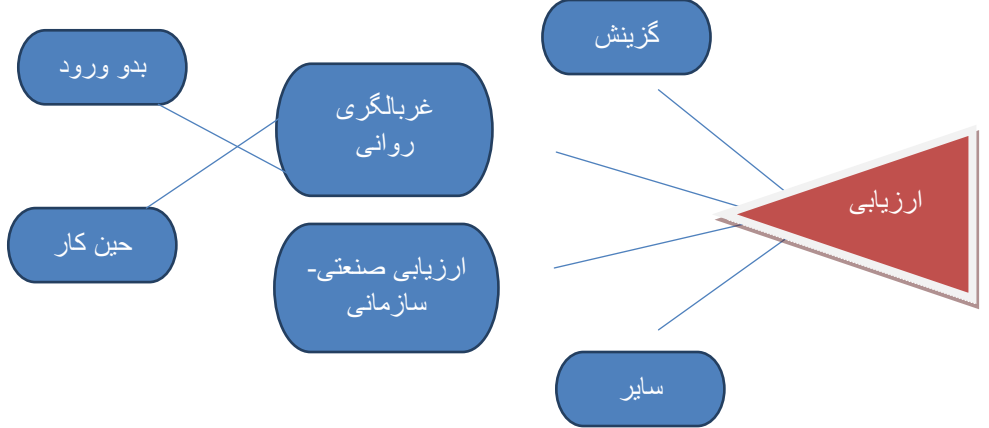 ارزیابی
گزینش
غربالگری
روانی
ارزیابی صنعتی-
سازمانی
سایر
بدو ورود
حین کار